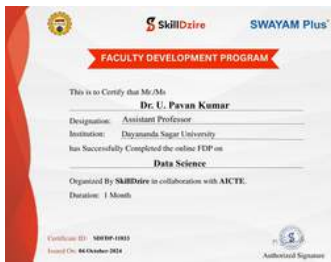 SkillDzire
SWAYAM Plus
FACULTY DEVELOPMENT PROGRAM
This is to Certify that Mr./Ms
Dr. U. Pavan Kumar
Designation: Assistant Professor
Institution: Dayananda Sagar University
has Successfully Completed the online FDP on
Data Science
Organized By SkillDzire in collaboration with AICTE.
Duration: 1 Month
Certificate ID:
Issued On: 04/October/2024
Authorized Signature